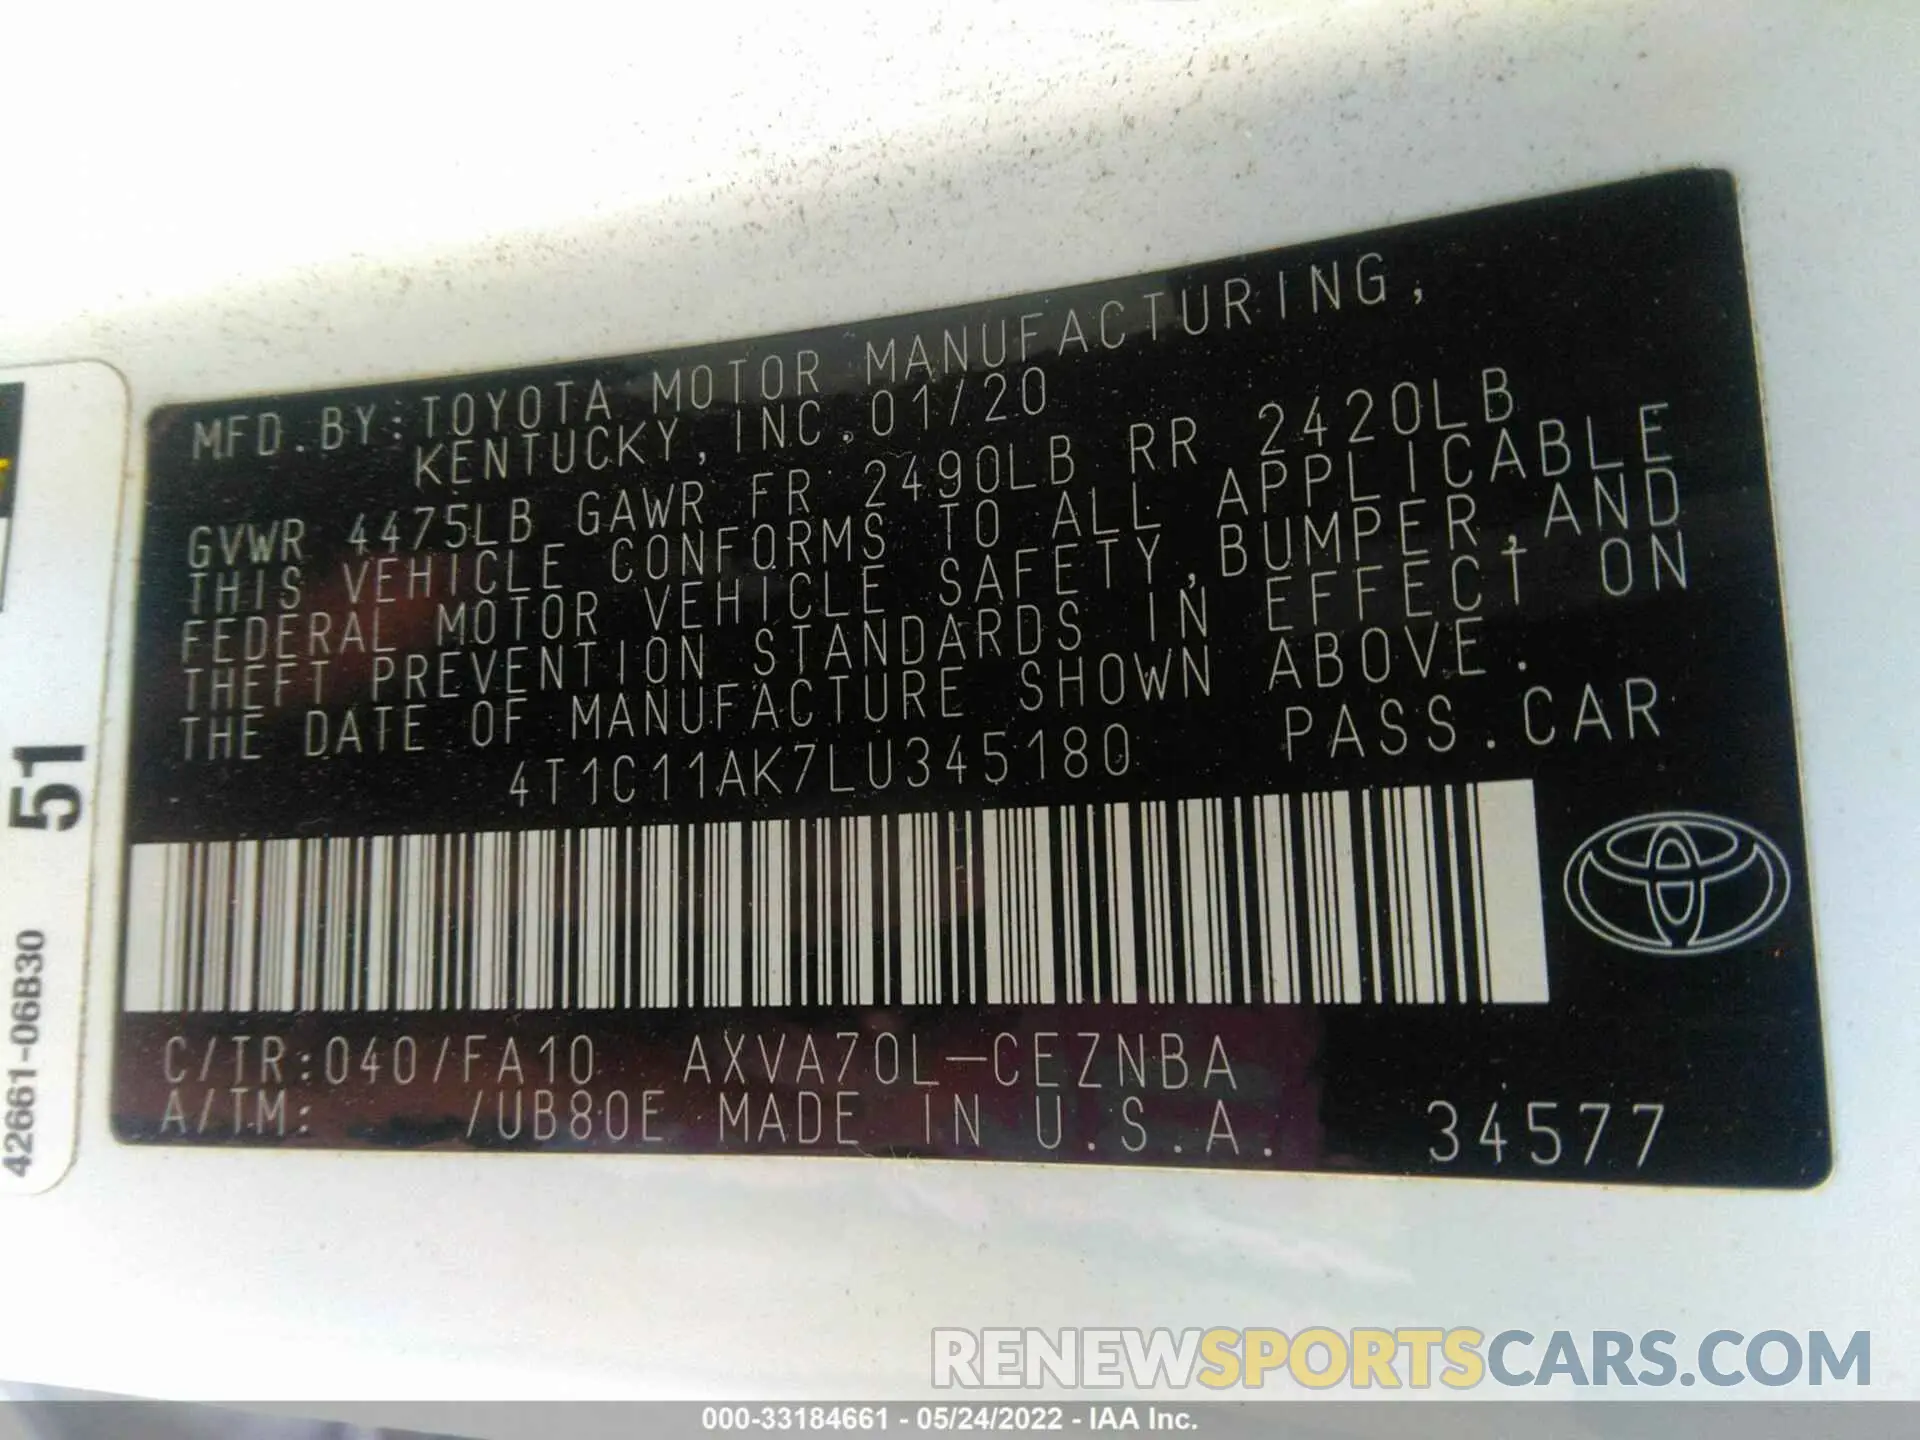 MFD.BY:TOYOTA MOTOR MANUFACTURING,
KENTUCKY, INC.01/20
GVWR 4475LB GAWR FR 2490LB RR 2420LB
THIS VEHICLE CONFORMS TO ALL APPLICABLE
FEDERAL MOTOR VEHICLE SAFETY,BUMPER,AND
THEFT PREVENTION STANDARDS IN EFFECT ON
THE DATE OF MANUFACTURE SHOWN ABOVE.
4T1C11AK7LU345180 PASS.CAR
C/TR:040/FA10 AXVA70L-CEZNBA
A/TM: /UB80E MADE IN U.S.A. 34577
51
42661-06B30
RENEWSPORTSCARS.COM
000-33184661 - 05/24/2022 - IAA Inc.